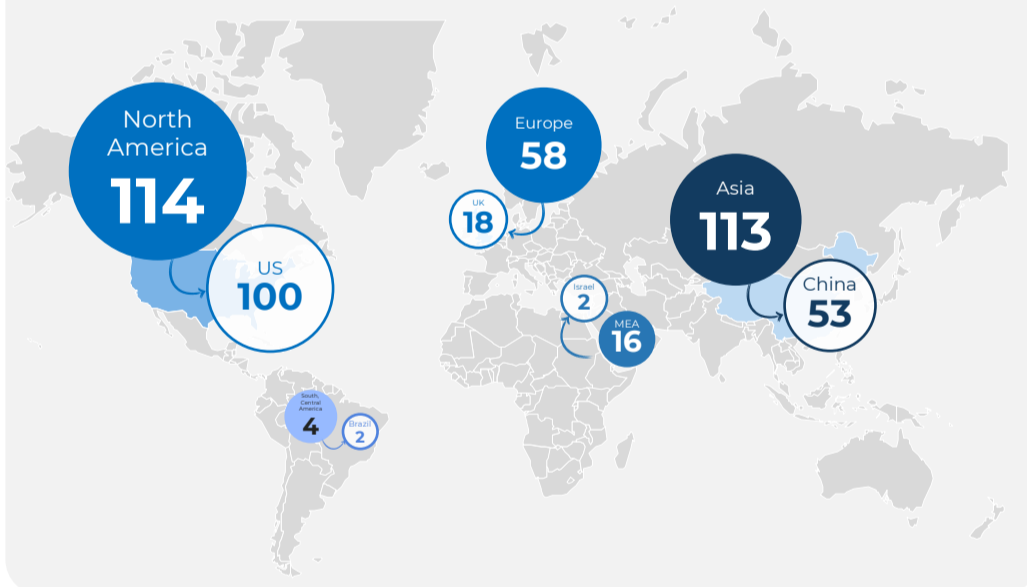 North
America
114
US
100
Europe
58
UK
18
Asia
113
China
53
Israel
2
MEA
16
South,
Central
America
4
Brazil
2